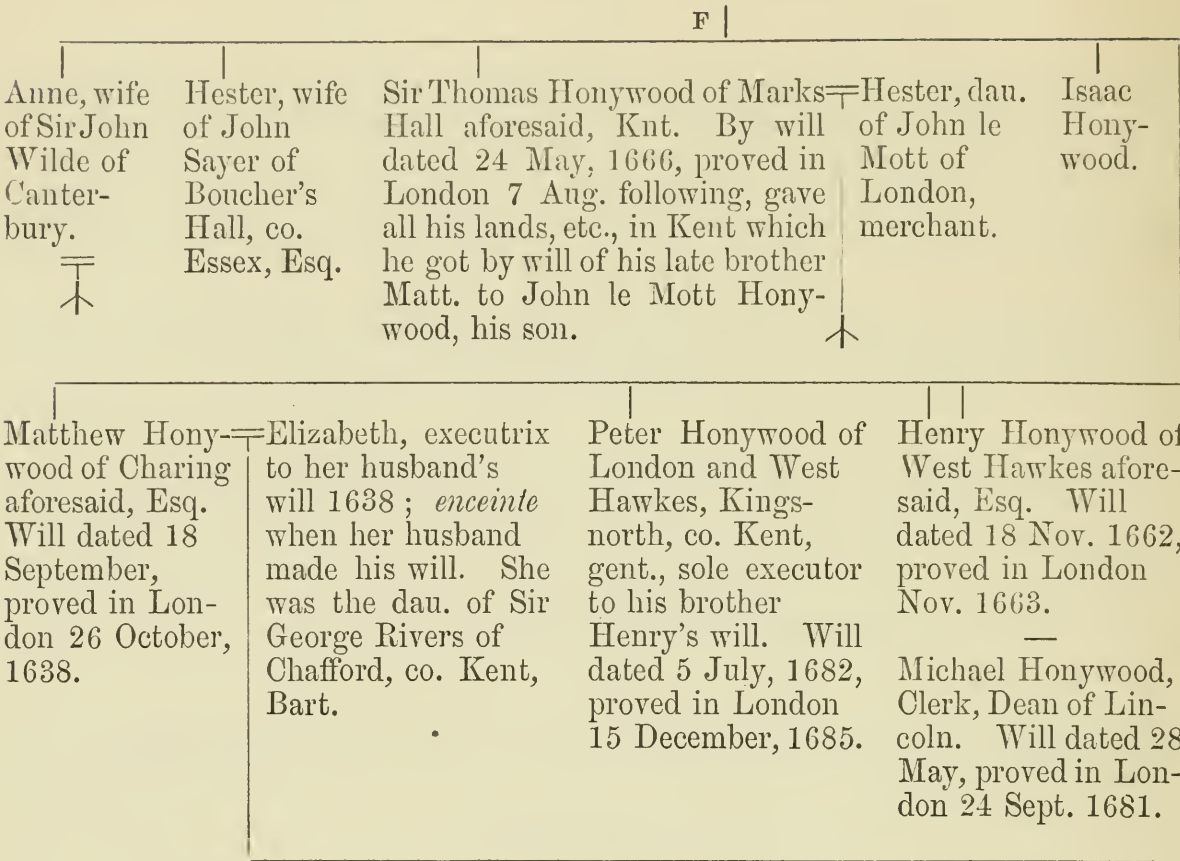 F
Anne, wife
of Sir John
Wilde of
Canter-
bury.
Hester, wife
of John
Sayer of
Boucher's
Hall, co.
Essex, Esq.
Sir Thomas Honywood of Marks
Hall aforesaid, Knt. By will
dated 24 May, 1666, proved in
London 7 Aug. following, gave
all his lands, etc., in Kent which
he got by will of his late brother
Matt. to John le Mott Hony-
wood, his son.
Hester, dau.
of John le
Mott of
London,
merchant.
Isaac
Hony-
wood.
Matthew Hony-
wood of Charing
aforesaid, Esq.
Will dated 18
September,
proved in Lon-
don 26 October,
1638.
Elizabeth, executrix
to her husband's
will 1638 ; enceinte
when her husband
made his will. She
was the dau. of Sir
George Rivers of
Chafford, co. Kent,
Bart.
Peter Honywood of
London and West
Hawkes, Kings-
north, co. Kent,
gent., sole executor
to his brother
Henry's will. Will
dated 5 July, 1682,
proved in London
15 December, 1685.
Henry Honywood of
West Hawkes afore-
said, Esq. Will
dated 18 Nov. 1662,
proved in London
Nov. 1663.
—
Michael Honywood,
Clerk, Dean of Lin-
coln. Will dated 28
May, proved in Lon-
don 24 Sept. 1681.